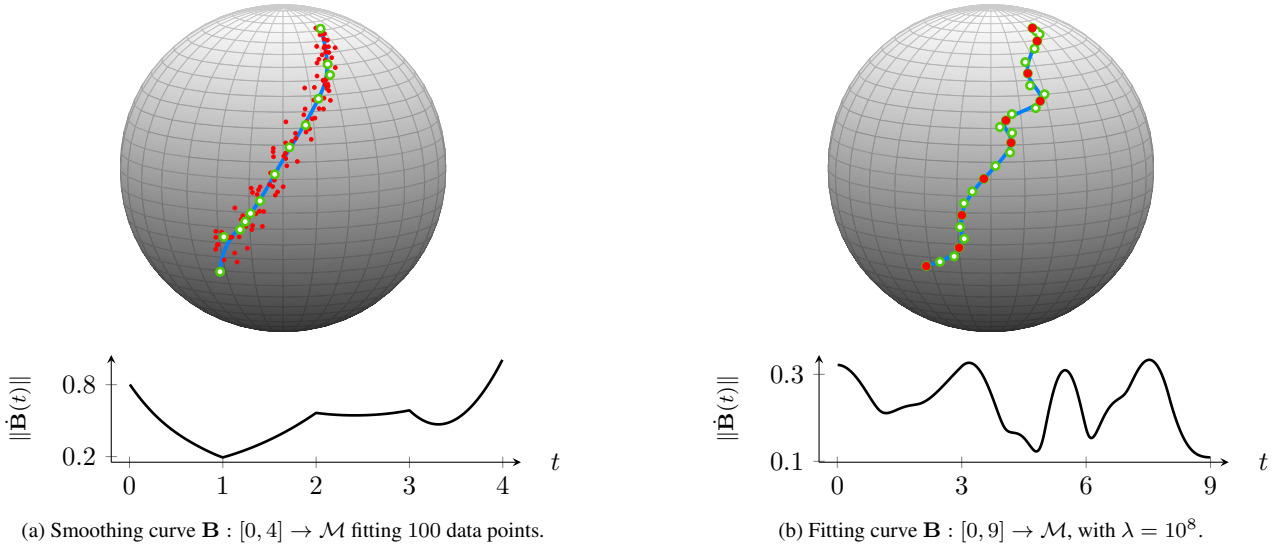 ‖Ḃ(t)‖
0.8
0.2
0 1 2 3 4
t
(a) Smoothing curve B : [0, 4] → ℳ fitting 100 data points.
‖Ḃ(t)‖
0.3
0.1
0 3 6 9
t
(b) Fitting curve B : [0, 9] → ℳ, with λ = 10⁸.